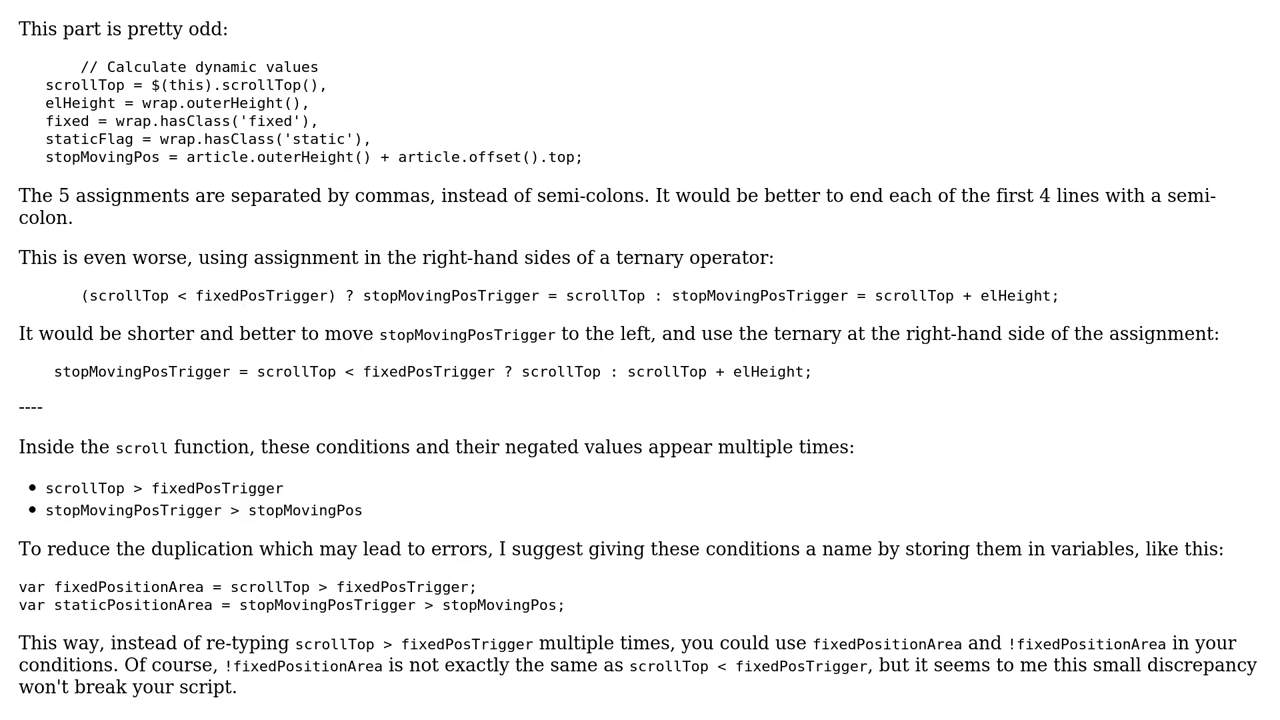 This part is pretty odd:
// Calculate dynamic values
scrollTop = $(this).scrollTop(),
elHeight = wrap.outerHeight(),
fixed = wrap.hasClass('fixed'),
staticFlag = wrap.hasClass('static'),
stopMovingPos = article.outerHeight() + article.offset().top;
The 5 assignments are separated by commas, instead of semi-colons. It would be better to end each of the first 4 lines with a semi-
colon.
This is even worse, using assignment in the right-hand sides of a ternary operator:
(scrollTop < fixedPosTrigger) ? stopMovingPosTrigger = scrollTop : stopMovingPosTrigger = scrollTop + elHeight;
It would be shorter and better to move stopMovingPosTrigger to the left, and use the ternary at the right-hand side of the assignment:
stopMovingPosTrigger = scrollTop < fixedPosTrigger ? scrollTop : scrollTop + elHeight;
----
Inside the scroll function, these conditions and their negated values appear multiple times:
• scrollTop > fixedPosTrigger
• stopMovingPosTrigger > stopMovingPos
To reduce the duplication which may lead to errors, I suggest giving these conditions a name by storing them in variables, like this:
var fixedPositionArea = scrollTop > fixedPosTrigger;
var staticPositionArea = stopMovingPosTrigger > stopMovingPos;
This way, instead of re-typing scrollTop > fixedPosTrigger multiple times, you could use fixedPositionArea and !fixedPositionArea in your
conditions. Of course, !fixedPositionArea is not exactly the same as scrollTop < fixedPosTrigger, but it seems to me this small discrepancy
won't break your script.